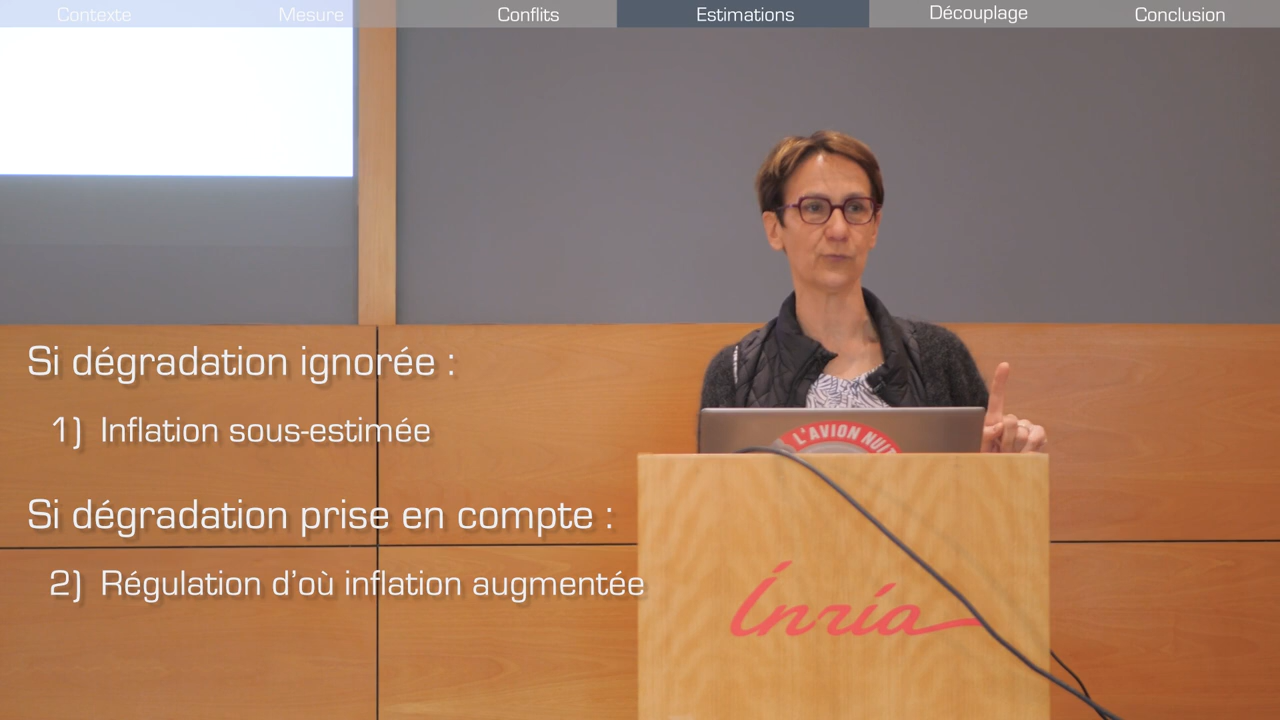 Contexte
Mesure
Conflits
Estimations
Découplage
Conclusion
Si dégradation ignorée :
1) Inflation sous-estimée
Si dégradation prise en compte :
2) Régulation d'où inflation augmentée
L'AVION NUIT
Inria